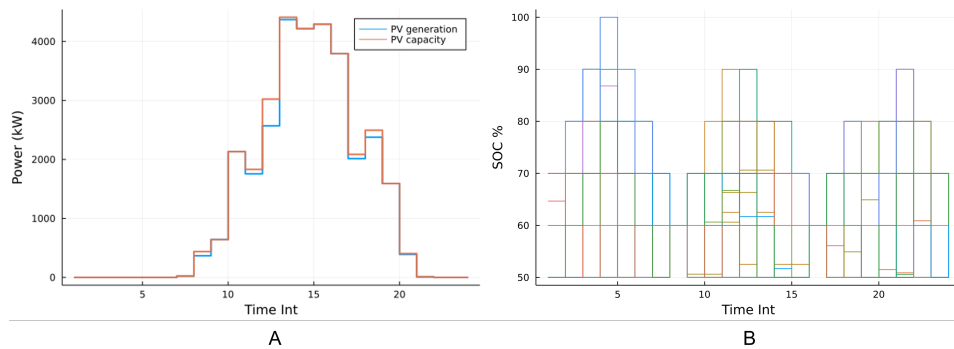 PV generation
PV capacity
Power (kW)
4000
3000
2000
1000
0
5 10 15 20
Time Int
A
SOC %
100
90
80
70
60
50
5 10 15 20
Time Int
B